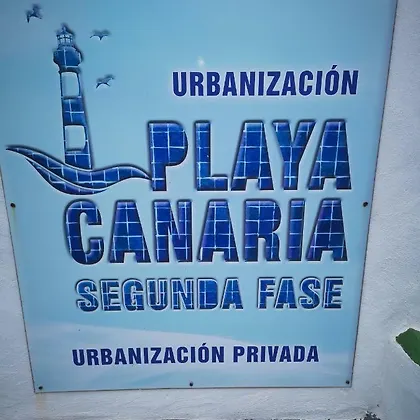 URBANIZACIÓN
PLAYA
CANARIA
SEGUNDA FASE
URBANIZACIÓN PRIVADA